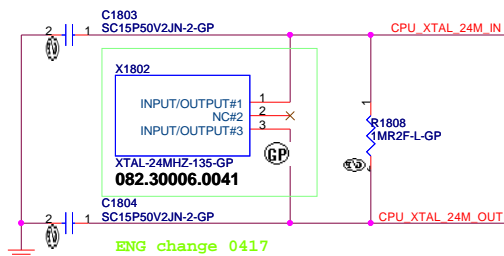 C1803
SC15P50V2JN-2-GP
2 1
CPU_XTAL_24M_IN
X1802
INPUT/OUTPUT#1 1
NC#2 2
INPUT/OUTPUT#3 3
1
R1808
1MR2F-L-GP
GP
XTAL-24MHZ-135-GP
082.30006.0041
C1804
SC15P50V2JN-2-GP
2 1
CPU_XTAL_24M_OUT
ENG change 0417